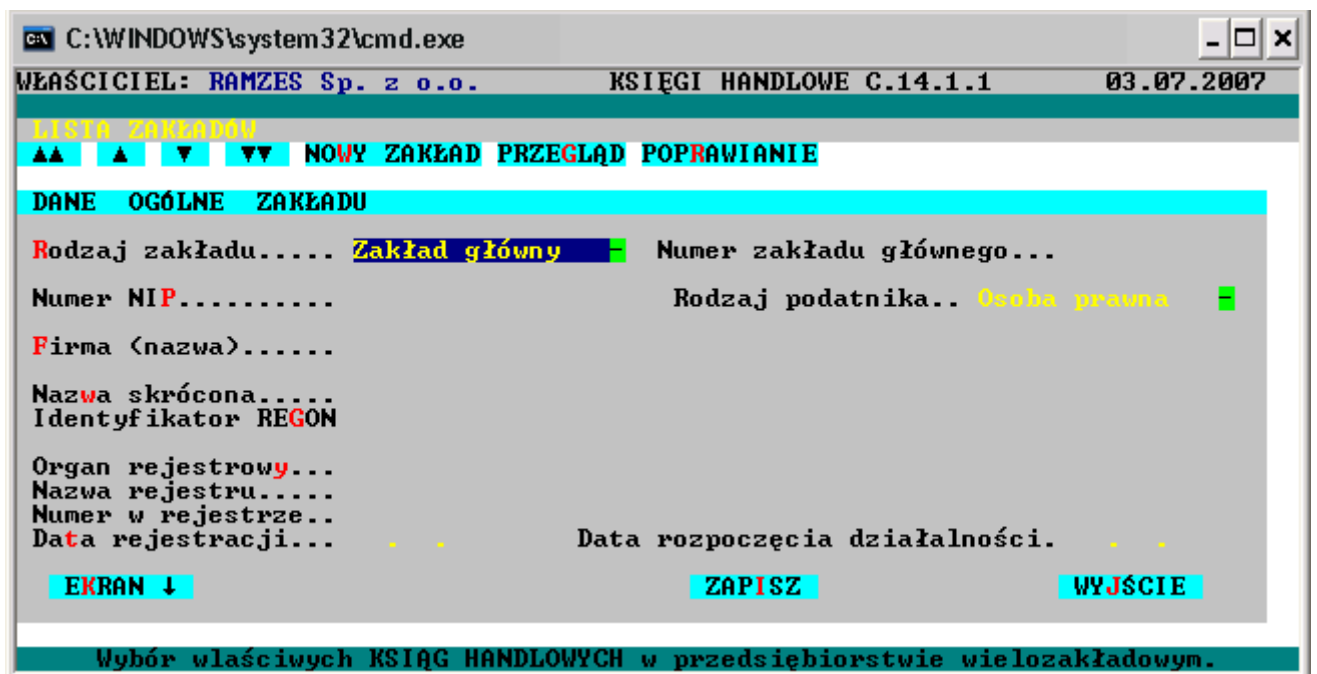 C:\WINDOWS\system32\cmd.exe
WŁAŚCICIEL: RAMZES Sp. z o.o. KSIĘGI HANDLOWE C.14.1.1 03.07.2007
LISTA ZAKŁADÓW
▲▲ ▲ ▼ ▼▼ NOWY ZAKŁAD PRZEGLĄD POPRAWIANIE
DANE OGÓLNE ZAKŁADU
Rodzaj zakładu..... Zakład główny - Numer zakładu głównego...
Numer NIP.......... Rodzaj podatnika.. Osoba prawna -
Firma (nazwa)......
Nazwa skrócona.....
Identyfikator REGON
Organ rejestrowy...
Nazwa rejestru.....
Numer w rejestrze..
Data rejestracji... . . Data rozpoczęcia działalności. . .
EKRAN ↓ ZAPISZ WYJŚCIE
Wybór właściwych KSIĄG HANDLOWYCH w przedsiębiorstwie wielozakładowym.